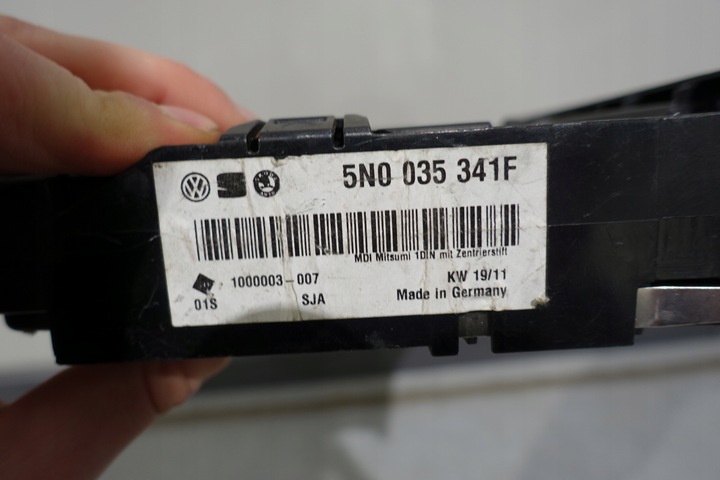 5N0 035 341F
MDI Mitsumi 1DIN mit Zentrierstift
1000003-007 KW 19/11
01S SJA Made in Germany